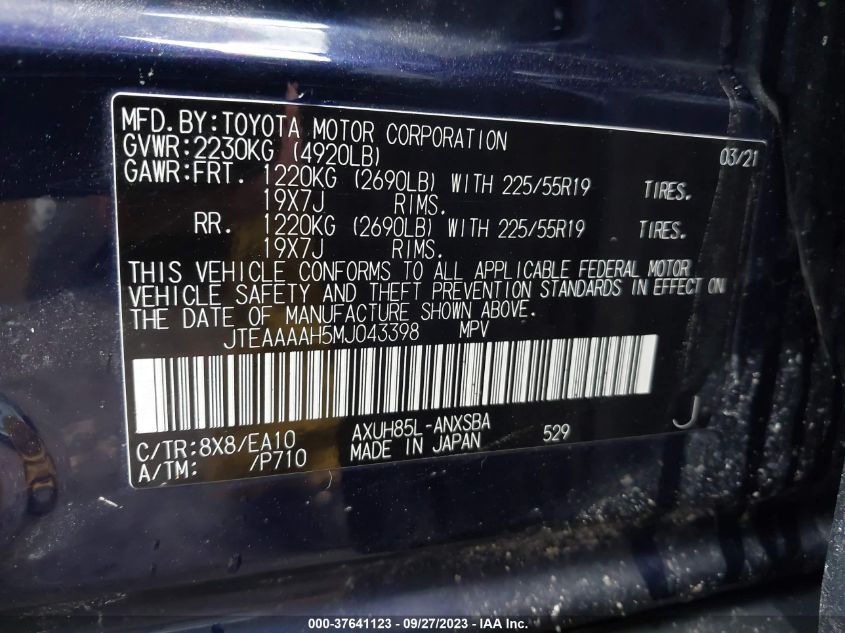 MFD.BY:TOYOTA MOTOR CORPORATION 03/21
GVWR:2230KG (4920LB)
GAWR:FRT. 1220KG (2690LB) WITH 225/55R19 TIRES.
19X7J RIMS.
RR. 1220KG (2690LB) WITH 225/55R19 TIRES.
19X7J RIMS.
THIS VEHICLE CONFORMS TO ALL APPLICABLE FEDERAL MOTOR
VEHICLE SAFETY AND THEFT PREVENTION STANDARDS IN EFFECT ON
THE DATE OF MANUFACTURE SHOWN ABOVE.
JTEAAAAH5MJ043398 MPV
C/TR:8X8/EA10 AXUH85L-ANXSBA 529 J
A/TM: /P710 MADE IN JAPAN
000-37641123 / 09/27/2023 - IAA Inc.